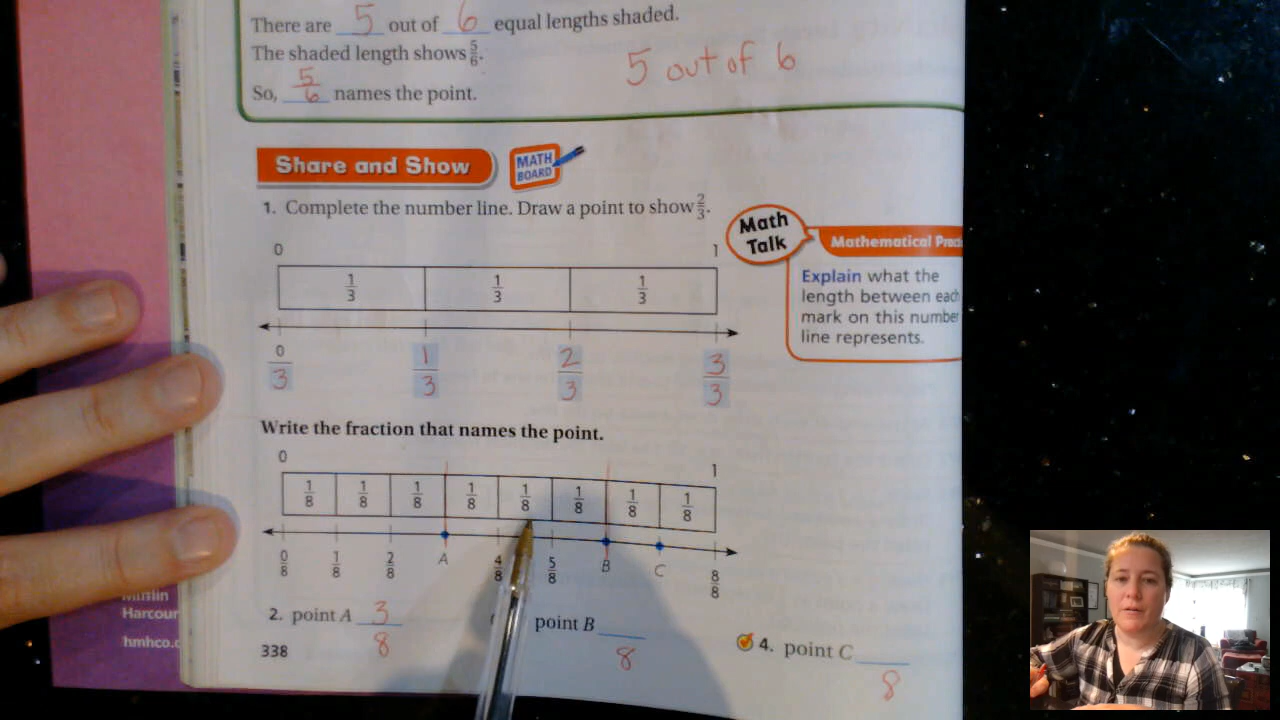 There are 5 out of 6 equal lengths shaded.
The shaded length shows 5/6.
5 out of 6
So, 5/6 names the point.
Share and Show
MATH BOARD
1. Complete the number line. Draw a point to show 2/3.
0 1
1/3 1/3 1/3
0/3 1/3 2/3 3/3
Math Talk
Explain what the
length between each
mark on this number
line represents.
Write the fraction that names the point.
0 1
1/8 1/8 1/8 1/8 1/8 1/8 1/8 1/8
0/8 1/8 2/8 A 4/8 5/8 B C 8/8
2. point A 3/8
point B __/8
4. point C __/8
338
Harcour
hmhco.c